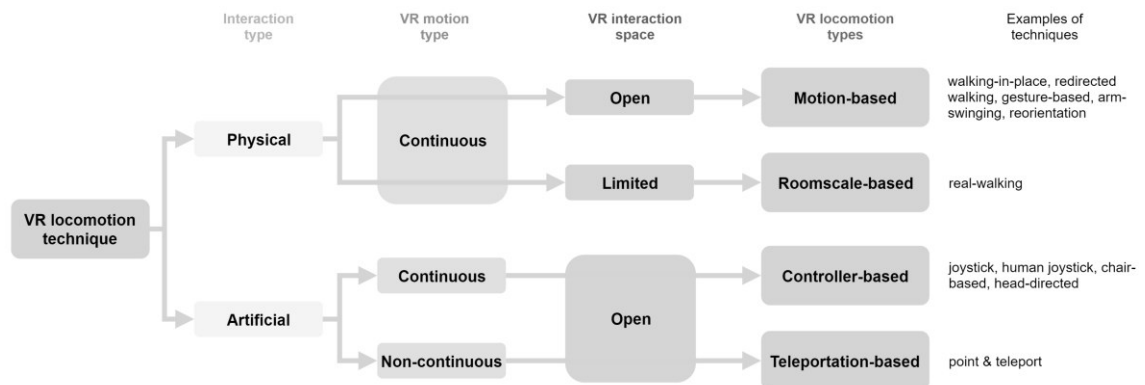 Interaction
type
VR motion
type
VR interaction
space
VR locomotion
types
Examples of
techniques
VR locomotion
technique
Physical
Continuous
Open
Motion-based
walking-in-place, redirected
walking, gesture-based, arm-
swinging, reorientation
Limited
Roomscale-based
real-walking
Artificial
Continuous
Open
Controller-based
joystick, human joystick, chair-
based, head-directed
Non-continuous
Teleportation-based
point & teleport